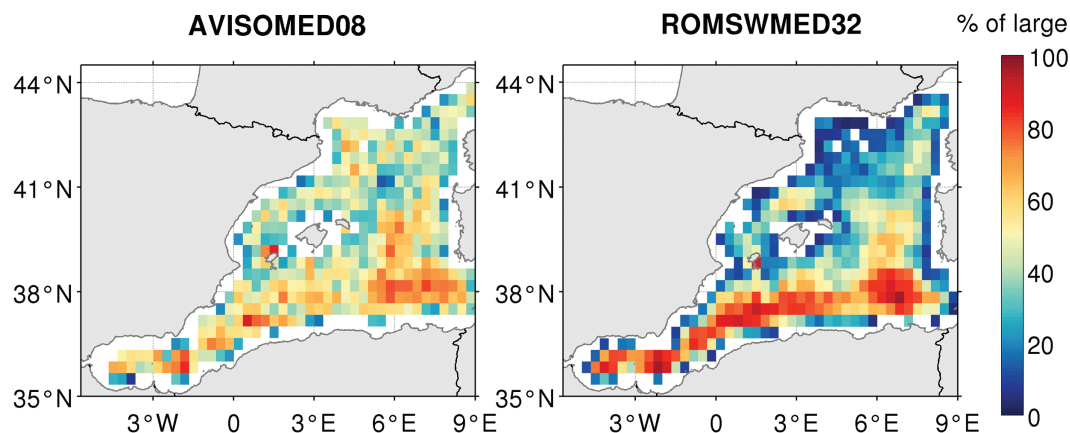 AVISOMED08 ROMSWMED32 % of large
44°N 44°N 100
80
41°N 41°N 60
38°N 38°N 40
20
35°N 35°N 0
3°W 0 3°E 6°E 9°E 3°W 0 3°E 6°E 9°E